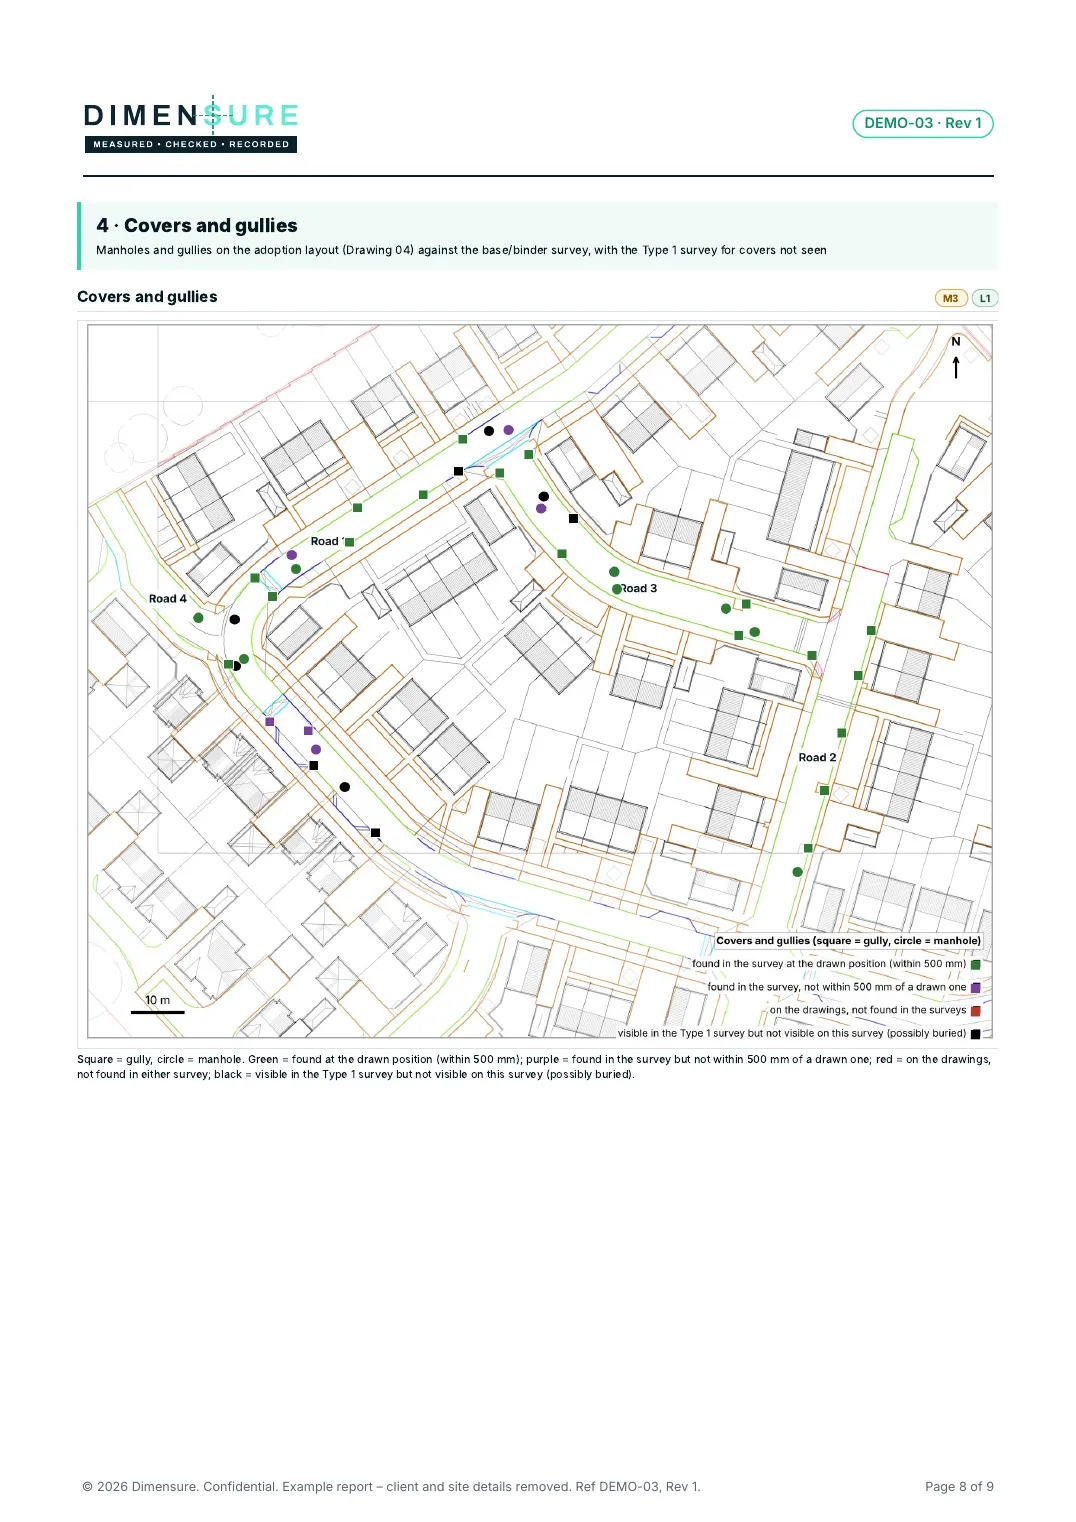 DIMENSURE
MEASURED • CHECKED • RECORDED
DEMO-03 · Rev 1
4 · Covers and gullies
Manholes and gullies on the adoption layout (Drawing 04) against the base/binder survey, with the Type 1 survey for covers not seen
Covers and gullies
M3 L1
N
Road
Road 3
Road 4
Road 2
Covers and gullies (square = gully, circle = manhole)
found in the survey at the drawn position (within 500 mm)
found in the survey, not within 500 mm of a drawn one
on the drawings, not found in the surveys
visible in the Type 1 survey but not visible on this survey (possibly buried)
10 m
Square = gully, circle = manhole. Green = found at the drawn position (within 500 mm); purple = found in the survey but not within 500 mm of a drawn one; red = on the drawings,
not found in either survey; black = visible in the Type 1 survey but not visible on this survey (possibly buried).
© 2026 Dimensure. Confidential. Example report – client and site details removed. Ref DEMO-03, Rev 1.
Page 8 of 9